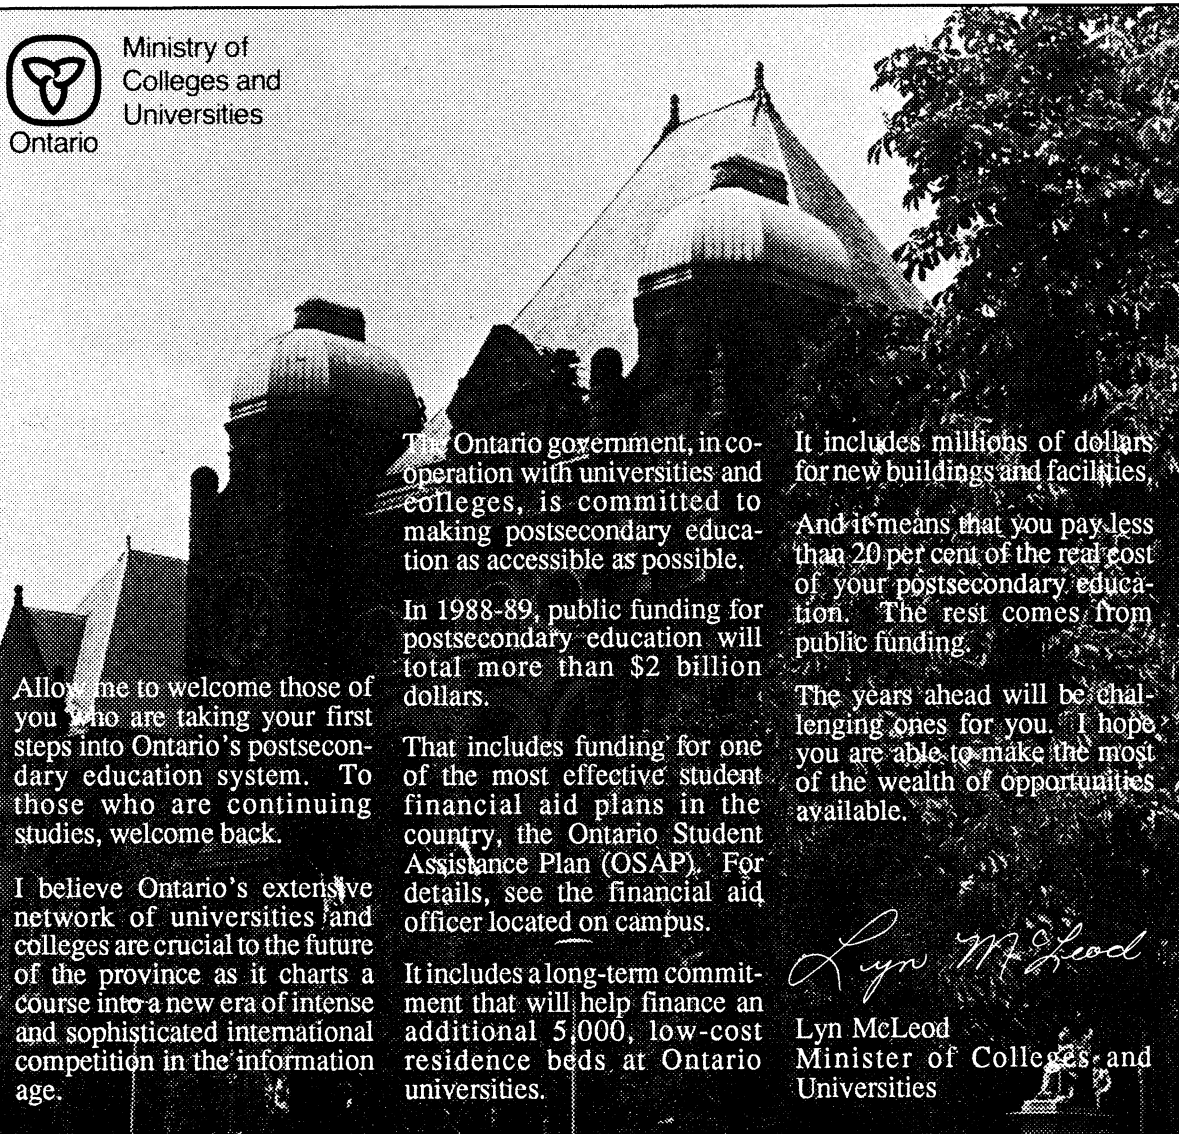 Ministry of
Colleges and
Universities
Ontario
Allow me to welcome those of
you who are taking your first
steps into Ontario's postsecon-
dary education system. To
those who are continuing
studies, welcome back.
I believe Ontario's extensive
network of universities and
colleges are crucial to the future
of the province as it charts a
course into a new era of intense
and sophisticated international
competition in the information
age.
The Ontario government, in co-
operation with universities and
colleges, is committed to
making postsecondary educa-
tion as accessible as possible.
In 1988-89, public funding for
postsecondary education will
total more than $2 billion
dollars.
That includes funding for one
of the most effective student
financial aid plans in the
country, the Ontario Student
Assistance Plan (OSAP). For
details, see the financial aid
officer located on campus.
It includes a long-term commit-
ment that will help finance an
additional 5,000, low-cost
residence beds at Ontario
universities.
It includes millions of dollars
for new buildings and facilities,
And it means that you pay less
than 20 per cent of the real cost
of your postsecondary educa-
tion. The rest comes from
public funding.
The years ahead will be chal-
lenging ones for you. I hope
you are able to make the most
of the wealth of opportunities
available.
Lyn McLeod
Lyn McLeod
Minister of Colleges and
Universities